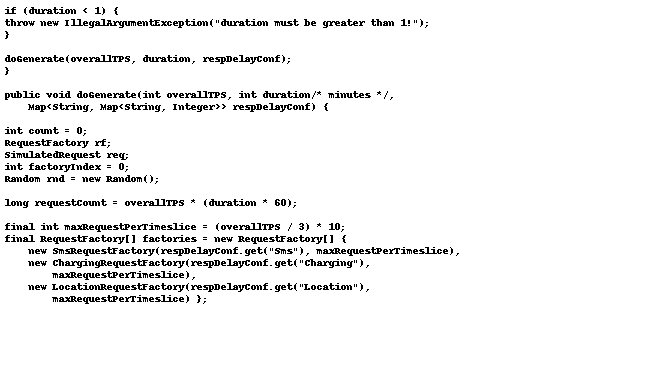 if (duration < 1) {
throw new IllegalArgumentException("duration must be greater than 1!");
}
doGenerate(overallTPS, duration, respDelayConf);
}
public void doGenerate(int overallTPS, int duration/* minutes */,
Map<String, Map<String, Integer>> respDelayConf) {
int count = 0;
RequestFactory rf;
SimulatedRequest req;
int factoryIndex = 0;
Random rnd = new Random();
long requestCount = overallTPS * (duration * 60);
final int maxRequestPerTimeslice = (overallTPS / 3) * 10;
final RequestFactory[] factories = new RequestFactory[] {
new SmsRequestFactory(respDelayConf.get("Sms"), maxRequestPerTimeslice),
new ChargingRequestFactory(respDelayConf.get("Charging"),
maxRequestPerTimeslice),
new LocationRequestFactory(respDelayConf.get("Location"),
maxRequestPerTimeslice) };